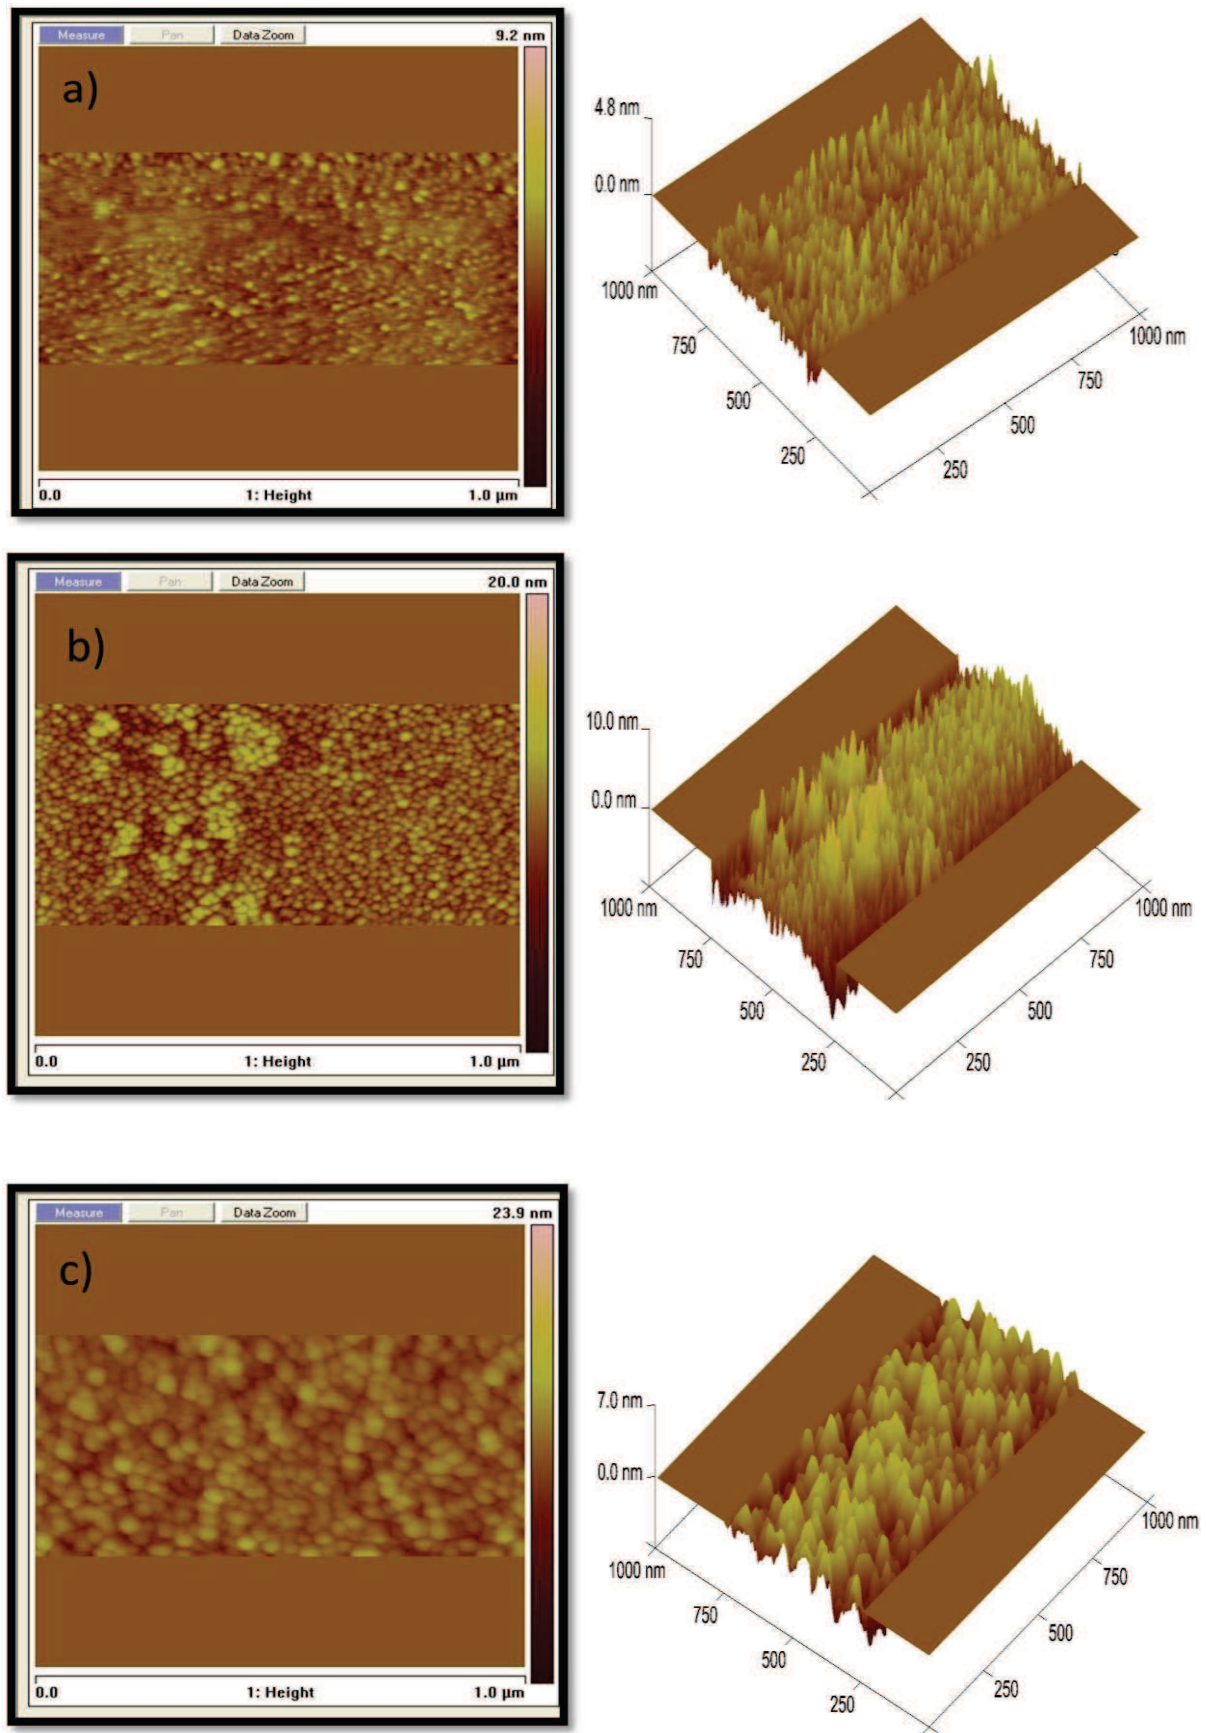 Measure Pan Data Zoom 9.2 nm
a)
0.0 1: Height 1.0 µm
4.8 nm
0.0 nm
1000 nm
750
500
250
250
500
750
1000 nm
Measure Pan Data Zoom 20.0 nm
b)
0.0 1: Height 1.0 µm
10.0 nm
0.0 nm
1000 nm
750
500
250
250
500
750
1000 nm
Measure Pan Data Zoom 23.9 nm
c)
0.0 1: Height 1.0 µm
7.0 nm
0.0 nm
1000 nm
750
500
250
250
500
750
1000 nm